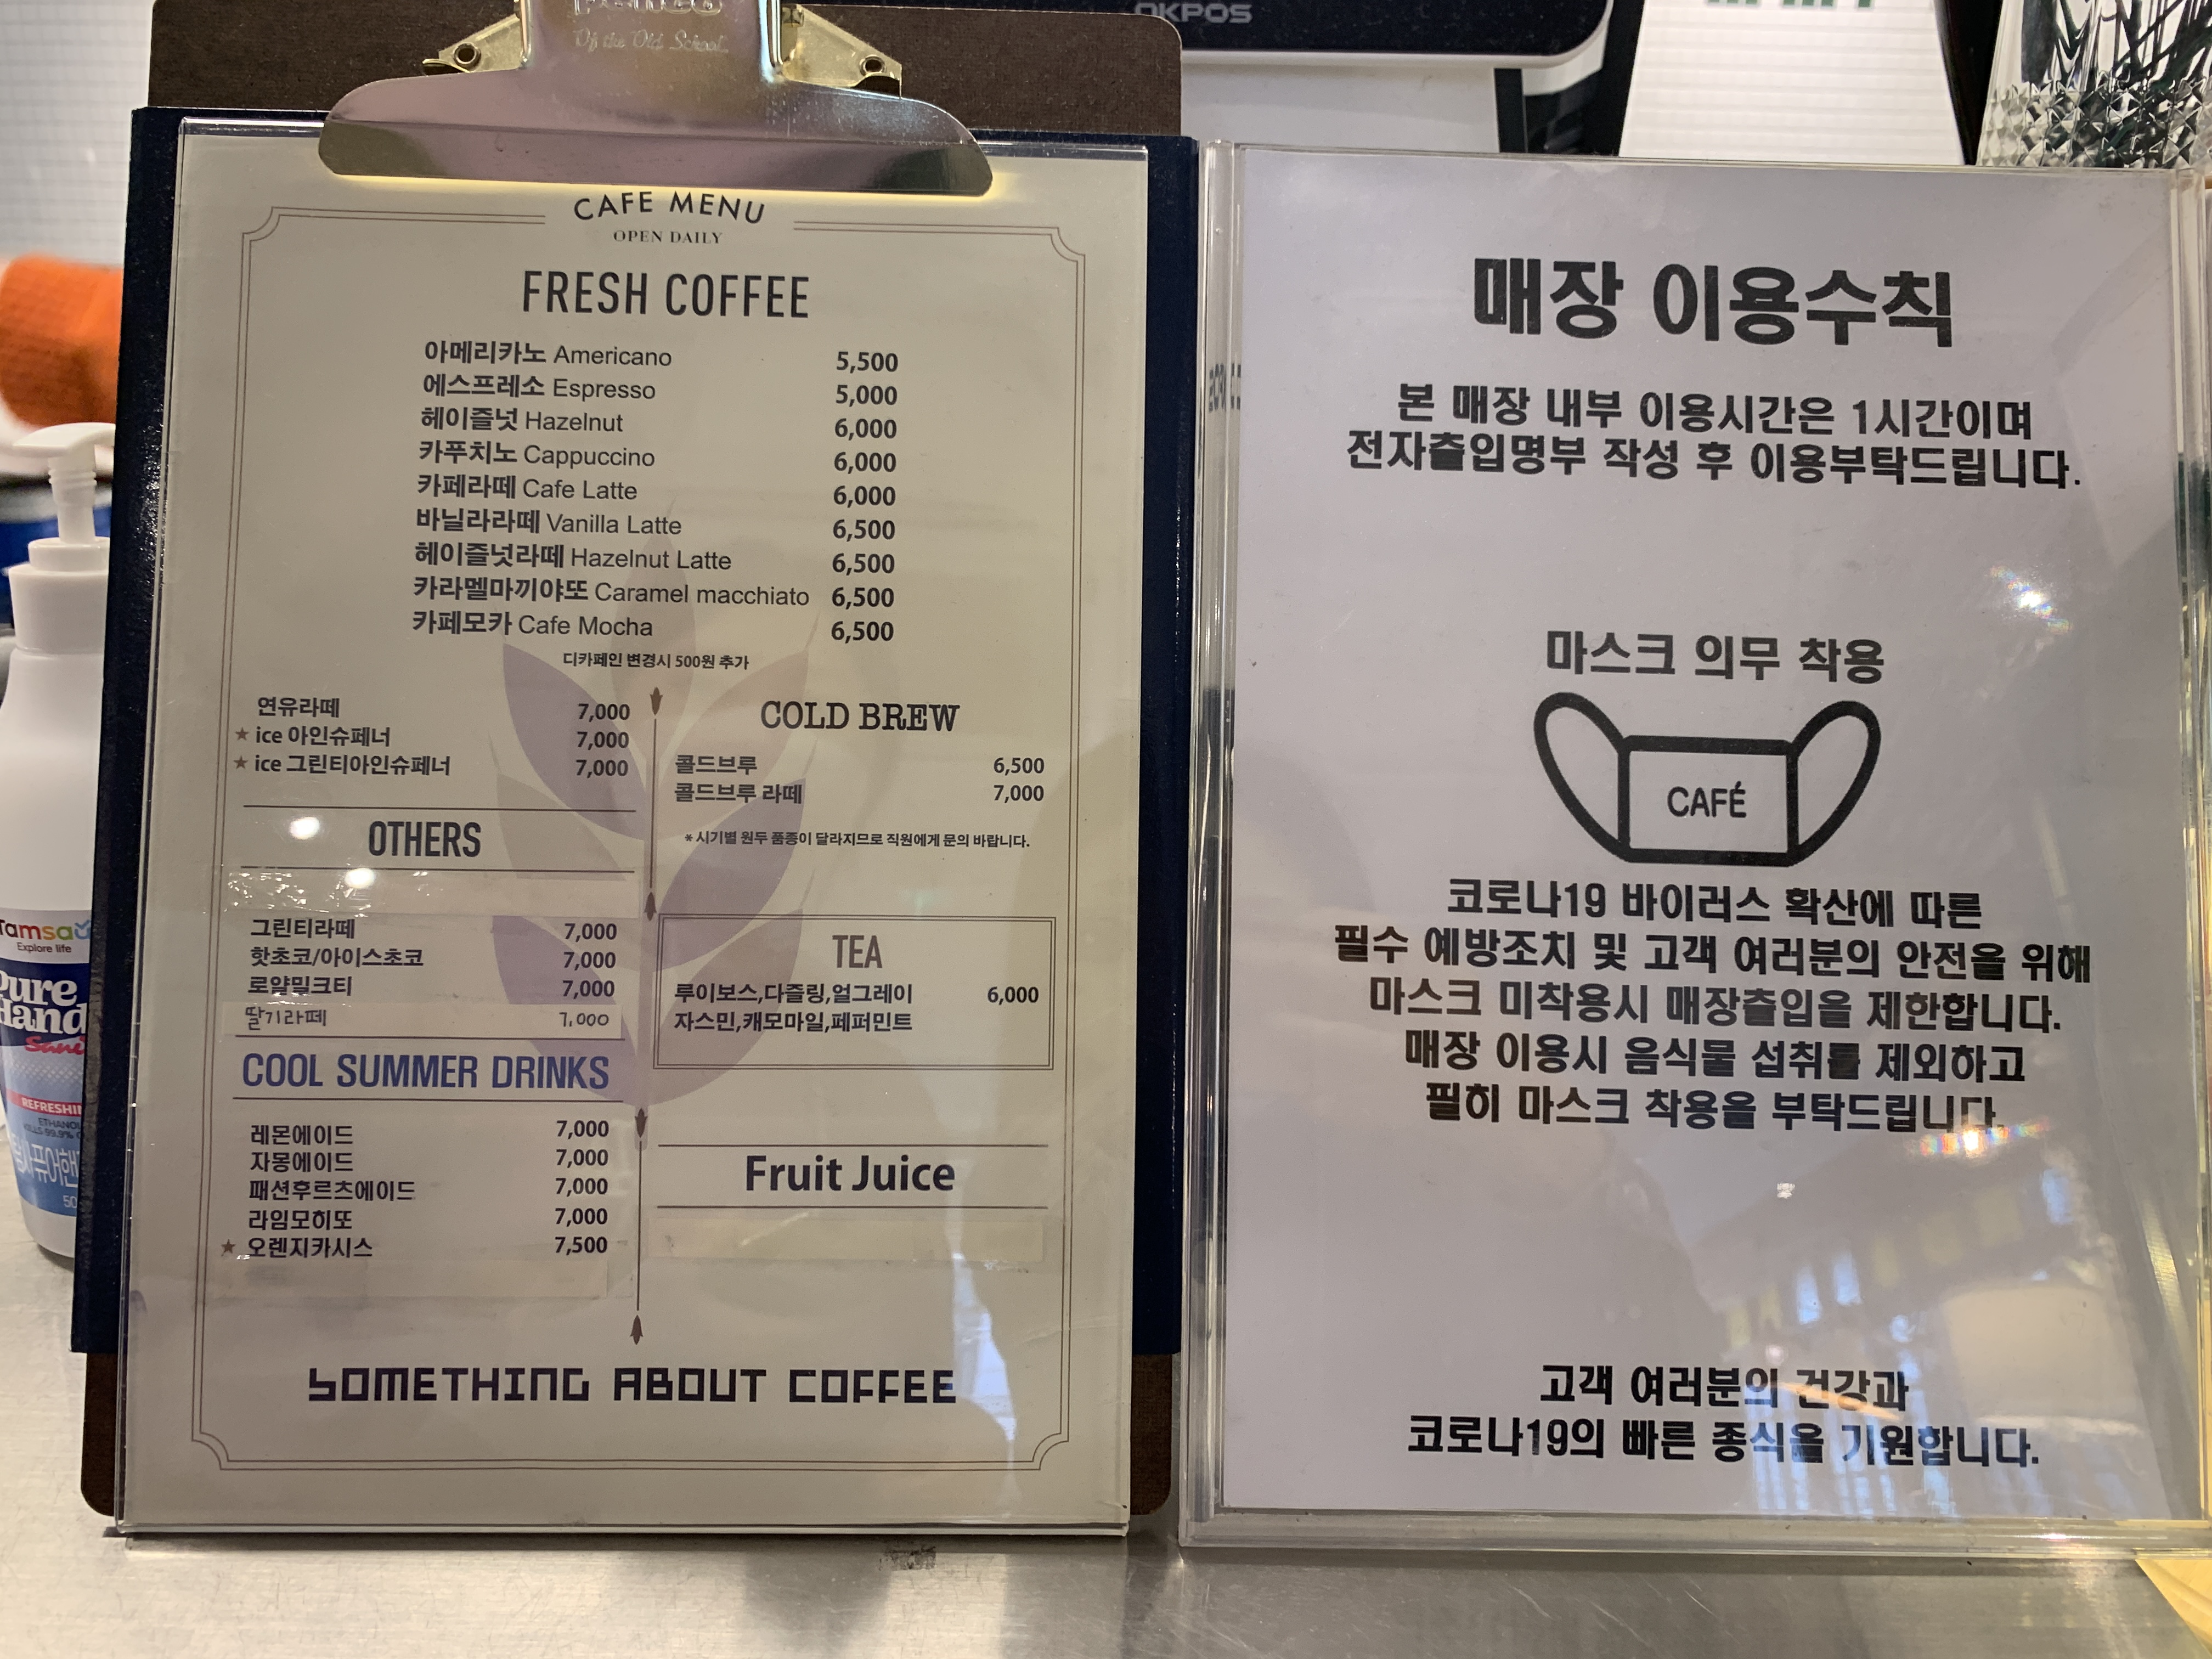 Of the Old School
OKPOS
CAFE MENU
OPEN DAILY
FRESH COFFEE
아메리카노 Americano 5,500
에스프레소 Espresso 5,000
헤이즐넛 Hazelnut 6,000
카푸치노 Cappuccino 6,000
카페라떼 Cafe Latte 6,000
바닐라라떼 Vanilla Latte 6,500
헤이즐넛라떼 Hazelnut Latte 6,500
카라멜마끼야또 Caramel macchiato 6,500
카페모카 Cafe Mocha 6,500
디카페인 변경시 500원 추가
연유라떼 7,000
★ ice 아인슈페너 7,000
★ ice 그린티아인슈페너 7,000
OTHERS
그린티라떼 7,000
핫초코/아이스초코 7,000
로얄밀크티 7,000
딸기라떼 7,000
COOL SUMMER DRINKS
레몬에이드 7,000
자몽에이드 7,000
패션후르츠에이드 7,000
라임모히또 7,000
★ 오렌지카시스 7,500
COLD BREW
콜드브루 6,500
콜드브루 라떼 7,000
* 시기별 원두 품종이 달라지므로 직원에게 문의 바랍니다.
TEA
루이보스,다즐링,얼그레이 6,000
자스민,캐모마일,페퍼민트
Fruit Juice
SOMETHING ABOUT COFFEE
매장 이용수칙
본 매장 내부 이용시간은 1시간이며
전자출입명부 작성 후 이용부탁드립니다.
마스크 의무 착용
CAFÉ
코로나19 바이러스 확산에 따른
필수 예방조치 및 고객 여러분의 안전을 위해
마스크 미착용시 매장출입을 제한합니다.
매장 이용시 음식물 섭취를 제외하고
필히 마스크 착용을 부탁드립니다.
고객 여러분의 건강과
코로나19의 빠른 종식을 기원합니다.
Explore life
Pure
Hand